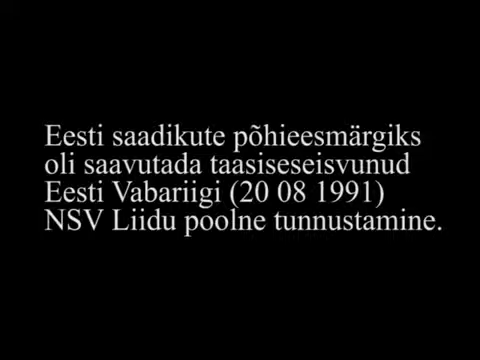 Eesti saadikute põhieesmärgiks
oli saavutada taasiseseisvunud
Eesti Vabariigi (20 08 1991)
NSV Liidu poolne tunnustamine.